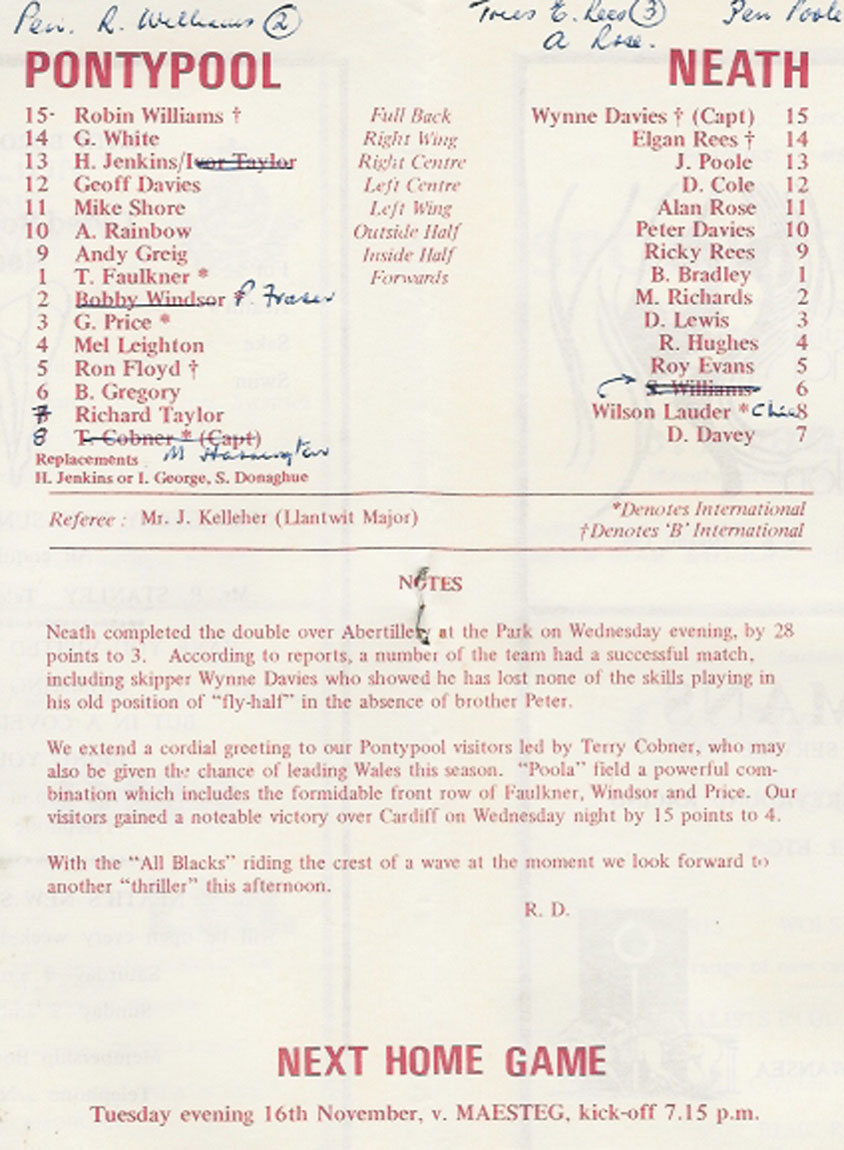 Pen. R. Williams (2) Tries E. Rees (3) Pen Poole
A Rose.
PONTYPOOL NEATH
15 Robin Williams † Full Back Wynne Davies † (Capt) 15
14 G. White Right Wing Elgan Rees † 14
13 H. Jenkins/Ivor Taylor Right Centre J. Poole 13
12 Geoff Davies Left Centre D. Cole 12
11 Mike Shore Left Wing Alan Rose 11
10 A. Rainbow Outside Half Peter Davies 10
9 Andy Greig Inside Half Ricky Rees 9
1 T. Faulkner * Forwards B. Bradley 1
2 Bobby Windsor P. Fraser M. Richards 2
3 G. Price * D. Lewis 3
4 Mel Leighton R. Hughes 4
5 Ron Floyd † Roy Evans 5
6 B. Gregory S. Williams 6
Richard Taylor Wilson Lauder * 8
8 T. Cobner * (Capt) D. Davey 7
Replacements M
H. Jenkins or I. George, S. Donaghue
Referee : Mr. J. Kelleher (Llantwit Major) *Denotes International
†Denotes 'B' International
NOTES
Neath completed the double over Abertillery at the Park on Wednesday evening, by 28
points to 3. According to reports, a number of the team had a successful match,
including skipper Wynne Davies who showed he has lost none of the skills playing in
his old position of "fly-half" in the absence of brother Peter.
We extend a cordial greeting to our Pontypool visitors led by Terry Cobner, who may
also be given the chance of leading Wales this season. "Poola" field a powerful com-
bination which includes the formidable front row of Faulkner, Windsor and Price. Our
visitors gained a noteable victory over Cardiff on Wednesday night by 15 points to 4.
With the "All Blacks" riding the crest of a wave at the moment we look forward to
another "thriller" this afternoon.
R. D.
NEXT HOME GAME
Tuesday evening 16th November, v. MAESTEG, kick-off 7.15 p.m.